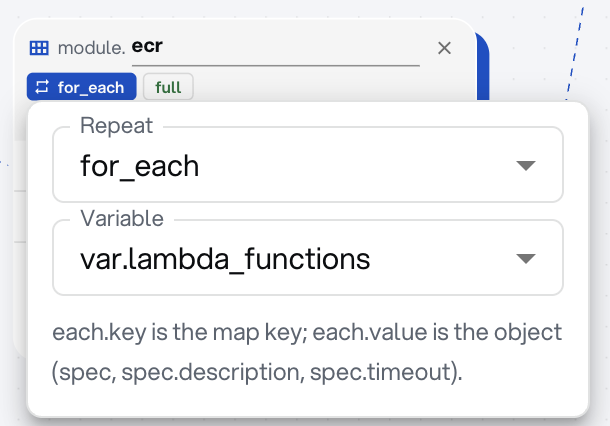 module. ecr
for_each full
Repeat
for_each
Variable
var.lambda_functions
each.key is the map key; each.value is the object
(spec, spec.description, spec.timeout).